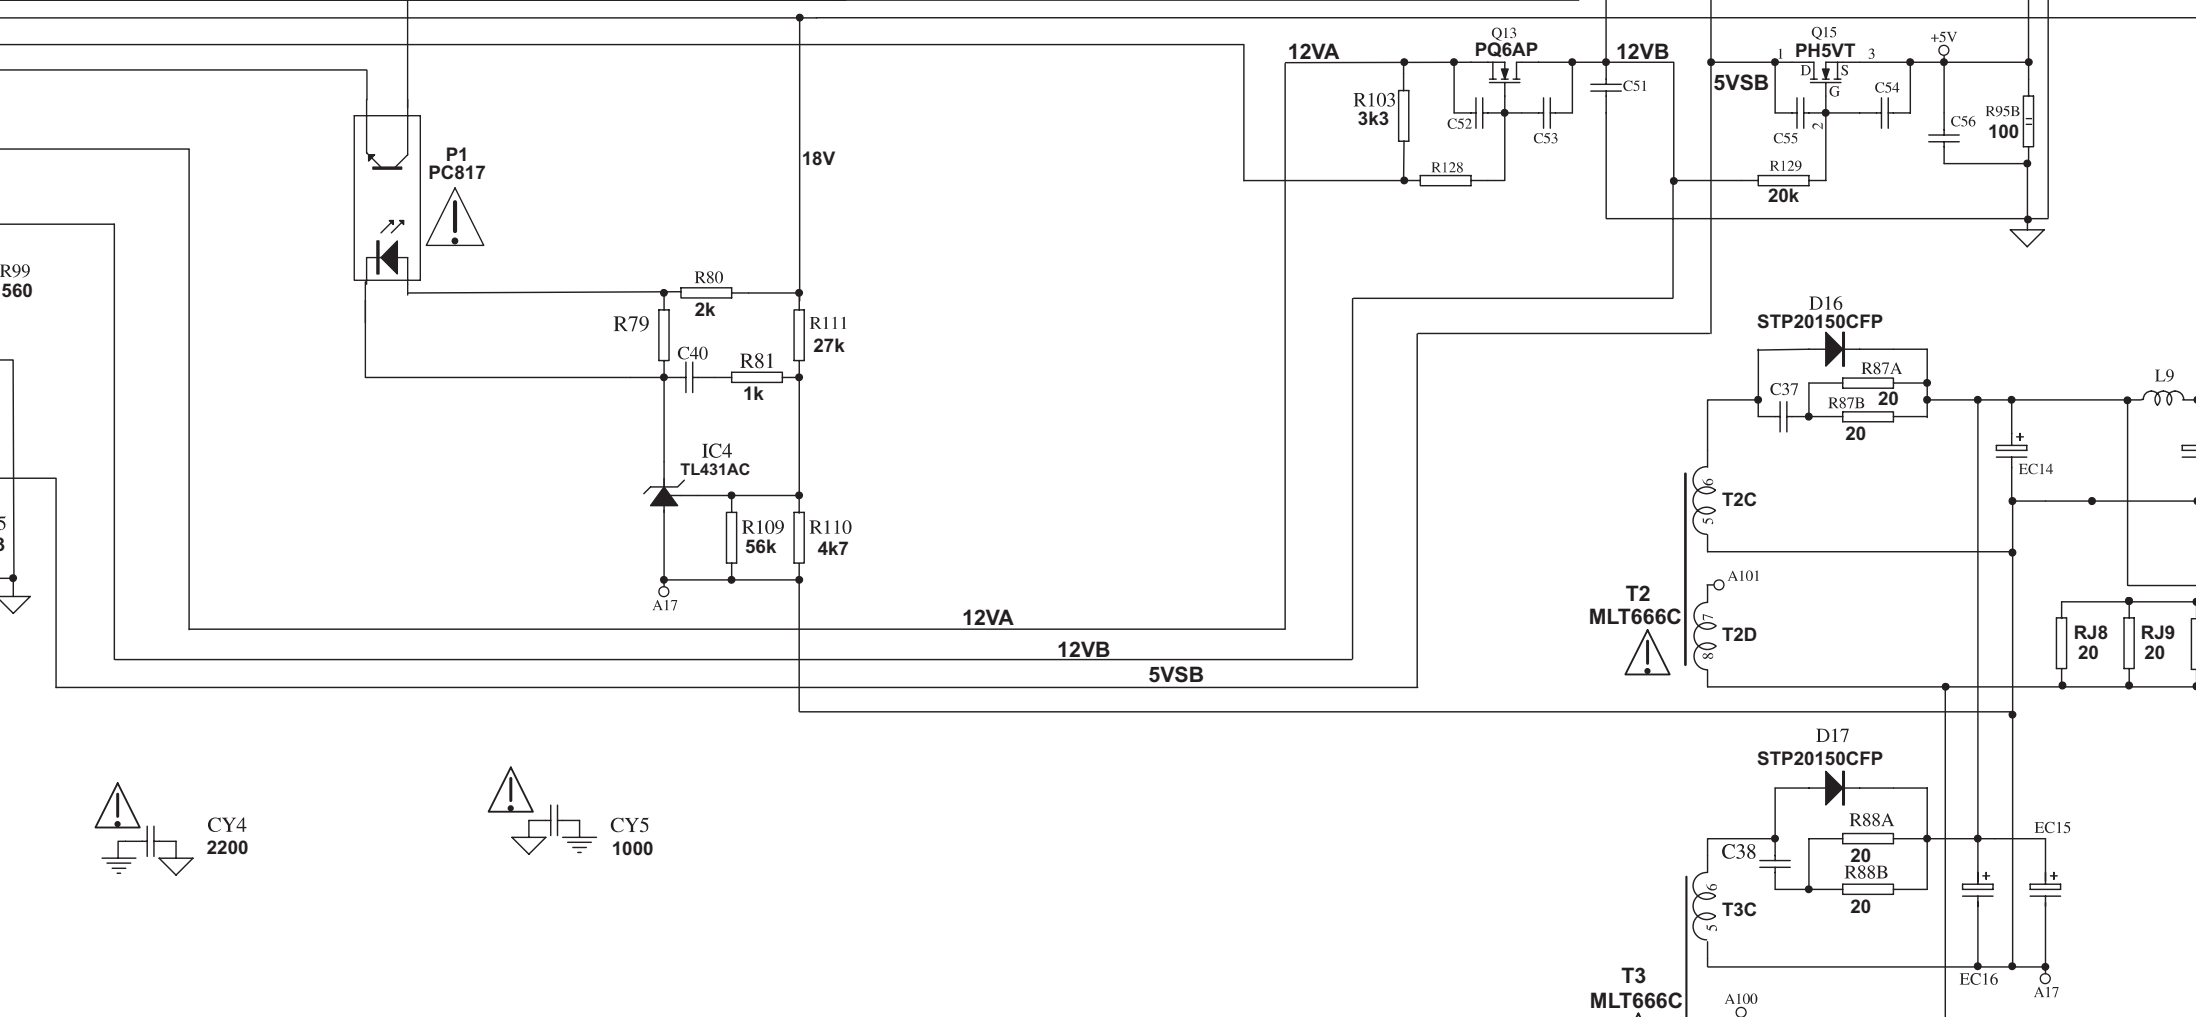 Q13
PQ6AP
12VA
12VB
C51
R103
3k3
C52
C53
R128
Q15
PH5VT
1
3
D
S
G
2
5VSB
C54
C55
+5V
C56
R95B
100
R129
20k
P1
PC817
18V
R99
560
R80
2k
R79
R111
27k
C40
R81
1k
IC4
TL431AC
R109
56k
R110
4k7
A17
12VA
12VB
5VSB
5
3
D16
STP20150CFP
R87A
20
C37
R87B
20
L9
+
EC14
6
5
T2C
A101
T2
MLT666C
7
8
T2D
RJ8
20
RJ9
20
D17
STP20150CFP
R88A
20
R88B
20
C38
6
5
T3C
EC15
+
+
EC16
A17
T3
MLT666C
A100
CY4
2200
CY5
1000